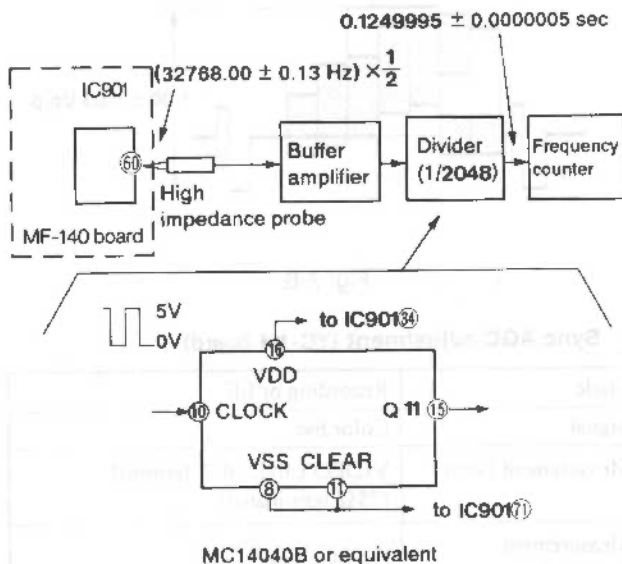 0.1249995 ± 0.0000005 sec
(32768.00 ± 0.13 Hz) × 1/2
IC901
60
High
impedance probe
MF-140 board
Buffer
amplifier
Divider
(1/2048)
Frequency
counter
5V
0V
to IC901 34
16
VDD
10 CLOCK
Q 11 15
VSS CLEAR
8 11
to IC901 71
MC14040B or equivalent